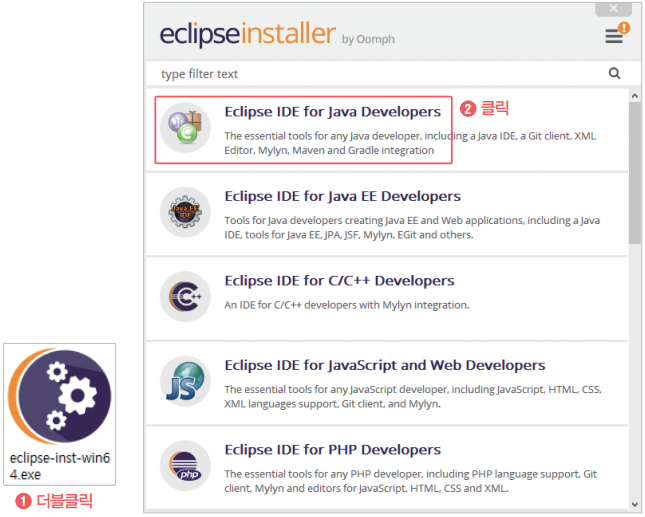 eclipseinstaller by Oomph
type filter text
Eclipse IDE for Java Developers
❷ 클릭
The essential tools for any Java developer, including a Java IDE, a Git client, XML
Editor, Mylyn, Maven and Gradle integration
Java EE
IDE
Eclipse IDE for Java EE Developers
Tools for Java developers creating Java EE and Web applications, including a Java
IDE, tools for Java EE, JPA, JSF, Mylyn, EGit and others.
C++
Eclipse IDE for C/C++ Developers
An IDE for C/C++ developers with Mylyn integration.
JS
Eclipse IDE for JavaScript and Web Developers
The essential tools for any JavaScript developer, including JavaScript, HTML, CSS,
XML languages support, Git client, and Mylyn.
php
Eclipse IDE for PHP Developers
The essential tools for any PHP developer, including PHP language support, Git
client, Mylyn and editors for JavaScript, HTML, CSS and XML.
eclipse-inst-win6
4.exe
❶ 더블클릭